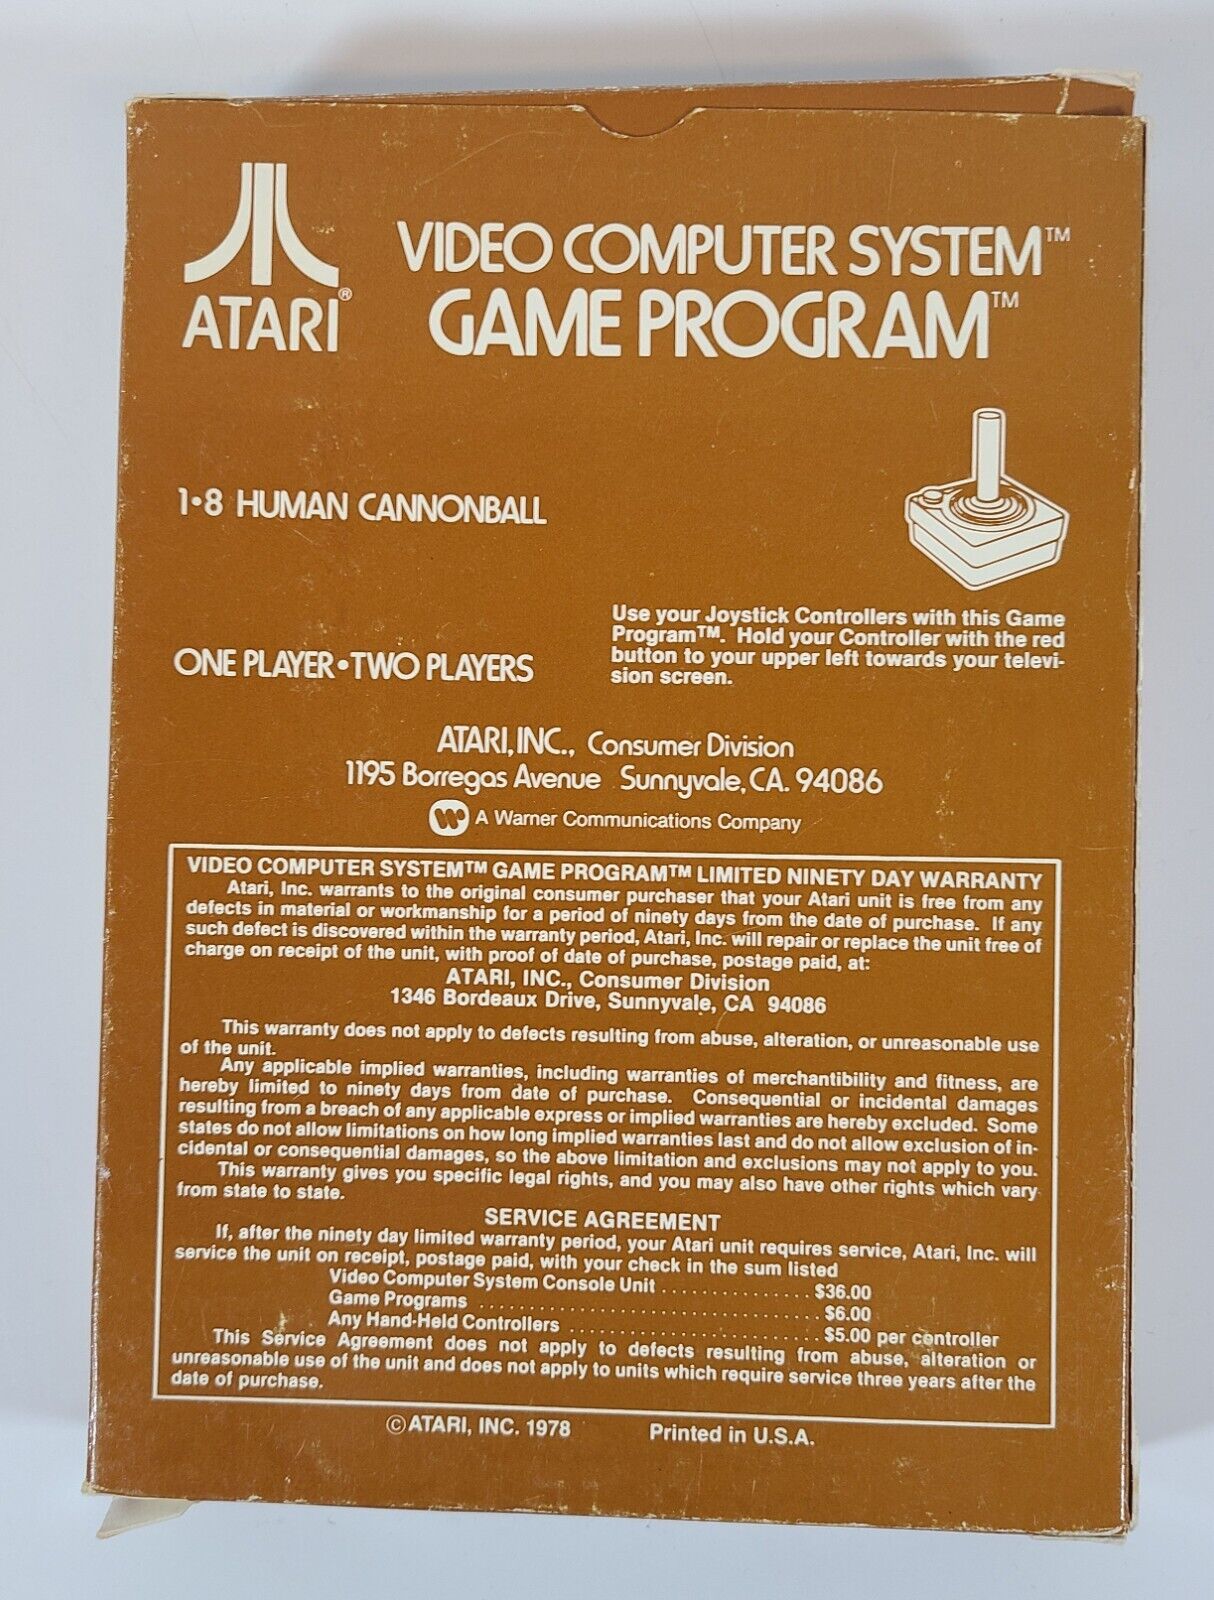 ATARI®
VIDEO COMPUTER SYSTEM™
GAME PROGRAM™
1•8 HUMAN CANNONBALL
Use your Joystick Controllers with this Game
Program™. Hold your Controller with the red
button to your upper left towards your televi-
sion screen.
ONE PLAYER•TWO PLAYERS
ATARI, INC., Consumer Division
1195 Borregas Avenue Sunnyvale, CA. 94086
A Warner Communications Company
VIDEO COMPUTER SYSTEM™ GAME PROGRAM™ LIMITED NINETY DAY WARRANTY
Atari, Inc. warrants to the original consumer purchaser that your Atari unit is free from any
defects in material or workmanship for a period of ninety days from the date of purchase. If any
such defect is discovered within the warranty period, Atari, Inc. will repair or replace the unit free of
charge on receipt of the unit, with proof of date of purchase, postage paid, at:
ATARI, INC., Consumer Division
1346 Bordeaux Drive, Sunnyvale, CA 94086
This warranty does not apply to defects resulting from abuse, alteration, or unreasonable use
of the unit.
Any applicable implied warranties, including warranties of merchantibility and fitness, are
hereby limited to ninety days from date of purchase. Consequential or incidental damages
resulting from a breach of any applicable express or implied warranties are hereby excluded. Some
states do not allow limitations on how long implied warranties last and do not allow exclusion of in-
cidental or consequential damages, so the above limitation and exclusions may not apply to you.
This warranty gives you specific legal rights, and you may also have other rights which vary
from state to state.
SERVICE AGREEMENT
If, after the ninety day limited warranty period, your Atari unit requires service, Atari, Inc. will
service the unit on receipt, postage paid, with your check in the sum listed
Video Computer System Console Unit ............... $36.00
Game Programs ................................ $6.00
Any Hand-Held Controllers ....................... $5.00 per controller
This Service Agreement does not apply to defects resulting from abuse, alteration or
unreasonable use of the unit and does not apply to units which require service three years after the
date of purchase.
© ATARI, INC. 1978 Printed in U.S.A.